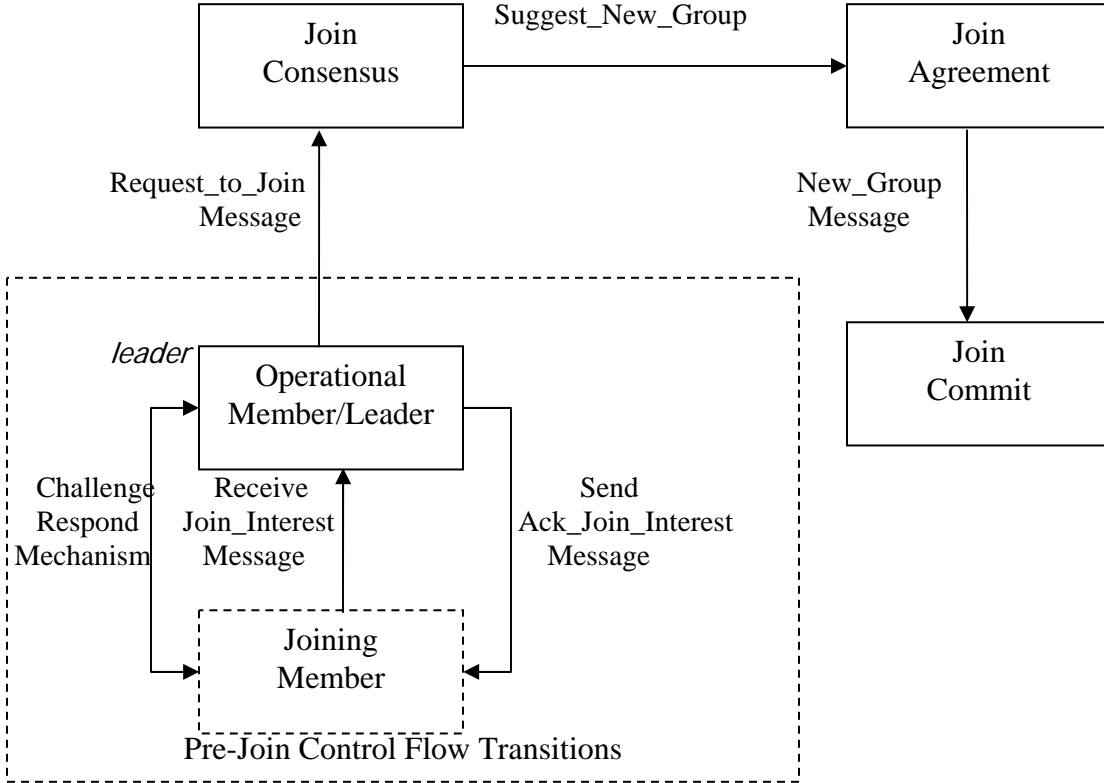 Suggest_New_Group
Join
Consensus
Join
Agreement
Request_to_Join
Message
New_Group
Message
leader
Operational
Member/Leader
Join
Commit
Challenge
Respond
Mechanism
Receive
Join_Interest
Message
Send
Ack_Join_Interest
Message
Joining
Member
Pre-Join Control Flow Transitions